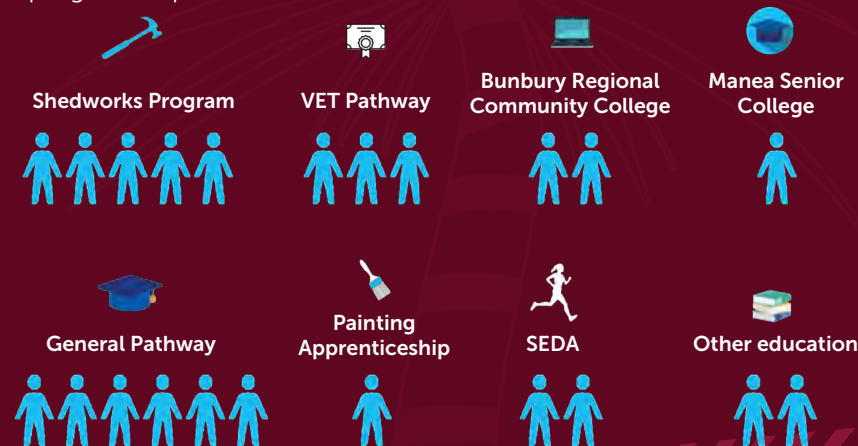 Shedworks Program
VET Pathway
Bunbury Regional
Community College
Manea Senior
College
General Pathway
Painting
Apprenticeship
SEDA
Other education